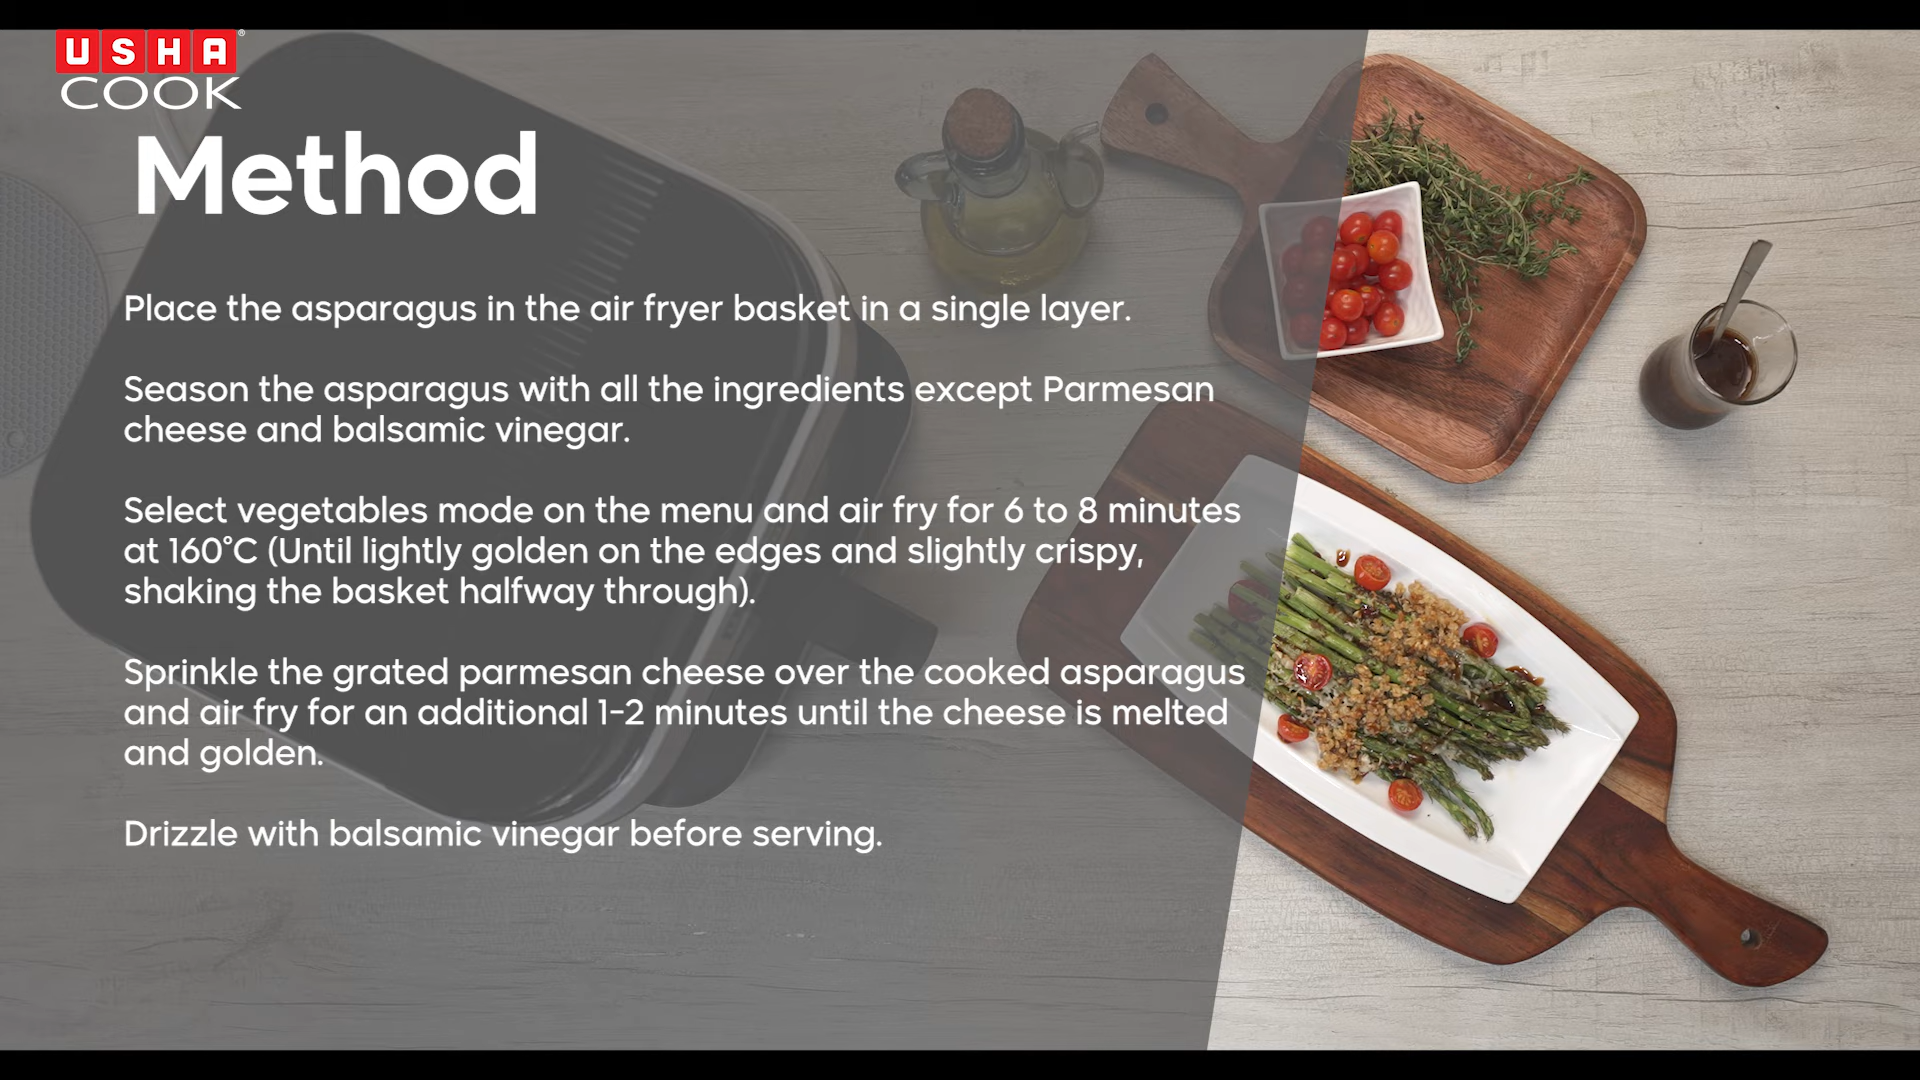 USHA®
COOK
Method
Place the asparagus in the air fryer basket in a single layer.
Season the asparagus with all the ingredients except Parmesan
cheese and balsamic vinegar.
Select vegetables mode on the menu and air fry for 6 to 8 minutes
at 160°C (Until lightly golden on the edges and slightly crispy,
shaking the basket halfway through).
Sprinkle the grated parmesan cheese over the cooked asparagus
and air fry for an additional 1-2 minutes until the cheese is melted
and golden.
Drizzle with balsamic vinegar before serving.